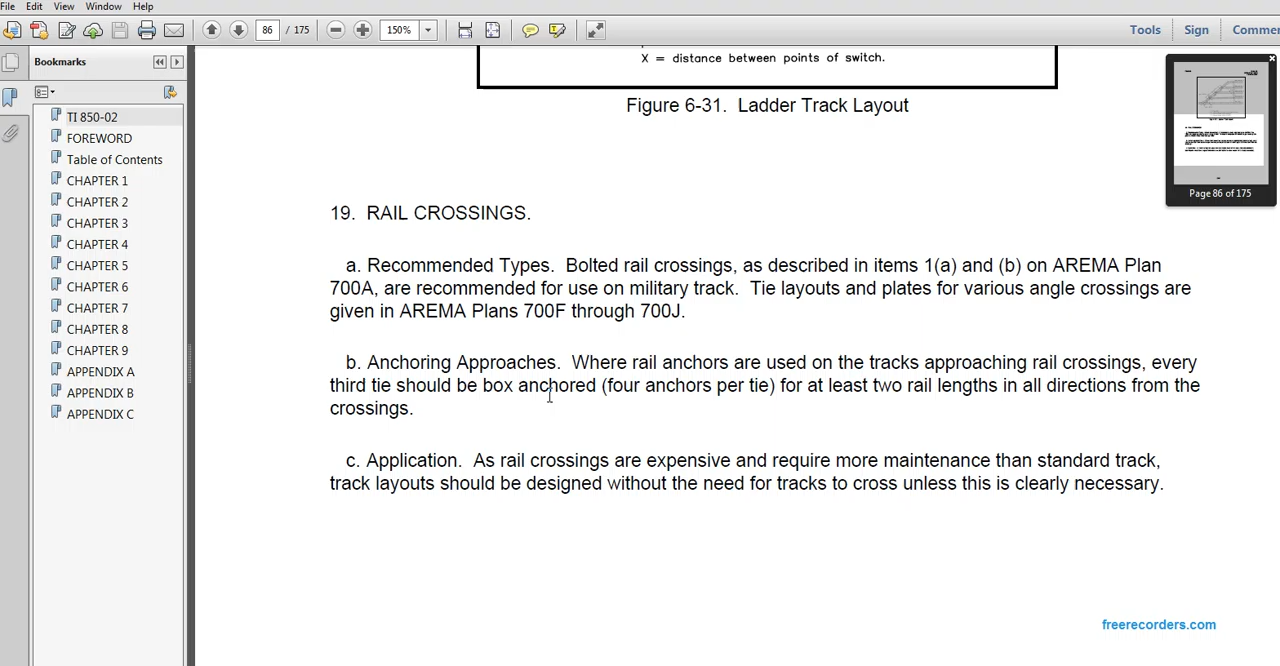 File Edit View Window Help
86 / 175 150% Tools Sign Commen
Bookmarks
TI 850-02
FOREWORD
Table of Contents
CHAPTER 1
CHAPTER 2
CHAPTER 3
CHAPTER 4
CHAPTER 5
CHAPTER 6
CHAPTER 7
CHAPTER 8
CHAPTER 9
APPENDIX A
APPENDIX B
APPENDIX C
X = distance between points of switch.
Figure 6-31. Ladder Track Layout
19. RAIL CROSSINGS.
a. Recommended Types. Bolted rail crossings, as described in items 1(a) and (b) on AREMA Plan
700A, are recommended for use on military track. Tie layouts and plates for various angle crossings are
given in AREMA Plans 700F through 700J.
b. Anchoring Approaches. Where rail anchors are used on the tracks approaching rail crossings, every
third tie should be box anchored (four anchors per tie) for at least two rail lengths in all directions from the
crossings.
c. Application. As rail crossings are expensive and require more maintenance than standard track,
track layouts should be designed without the need for tracks to cross unless this is clearly necessary.
Page 86 of 175
freerecorders.com